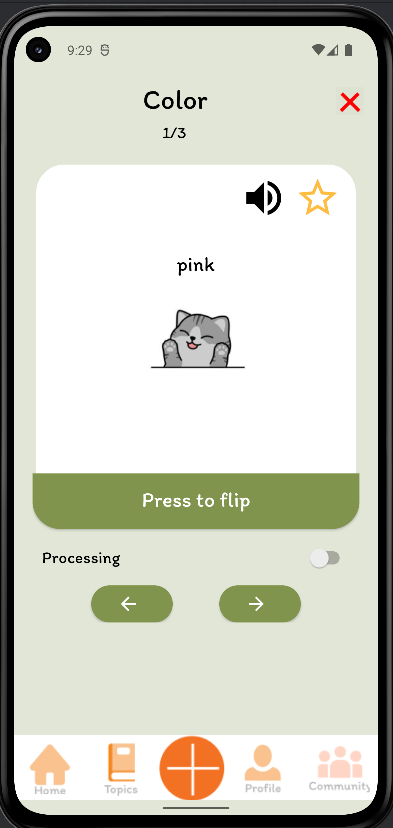 9:29
Color
1/3
pink
Press to flip
Processing
Home
Topics
Profile
Community